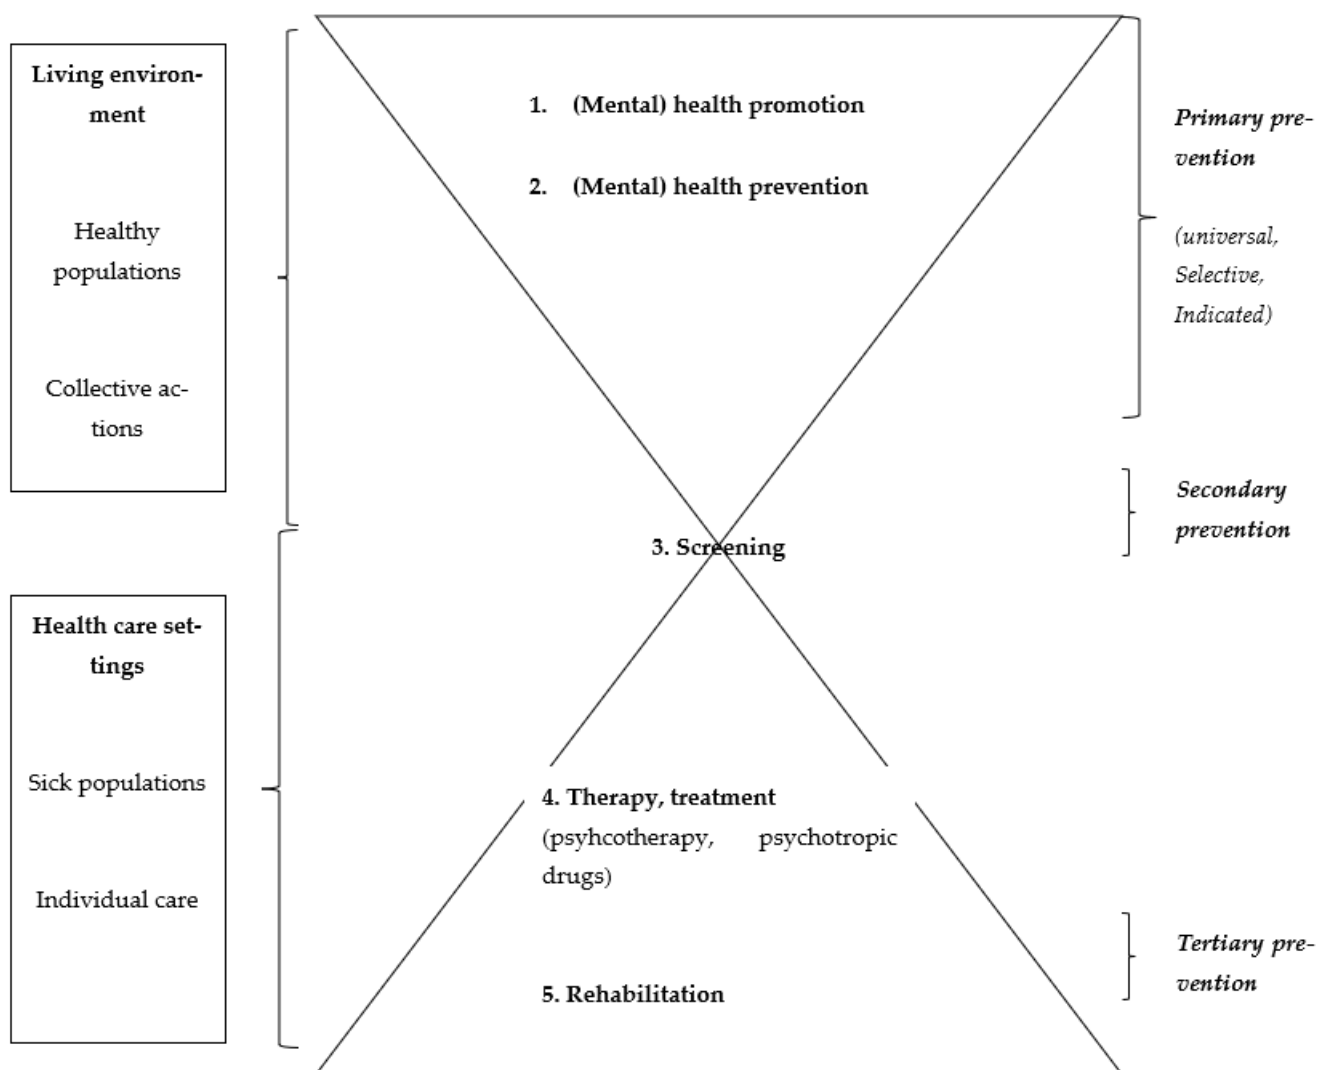 Living environ-
ment
Healthy
populations
Collective ac-
tions
Health care set-
tings
Sick populations
Individual care
1. (Mental) health promotion
2. (Mental) health prevention
3. Screening
4. Therapy, treatment
(psyhcotherapy, psychotropic
drugs)
5. Rehabilitation
Primary pre-
vention
(universal,
Selective,
Indicated)
Secondary
prevention
Tertiary pre-
vention